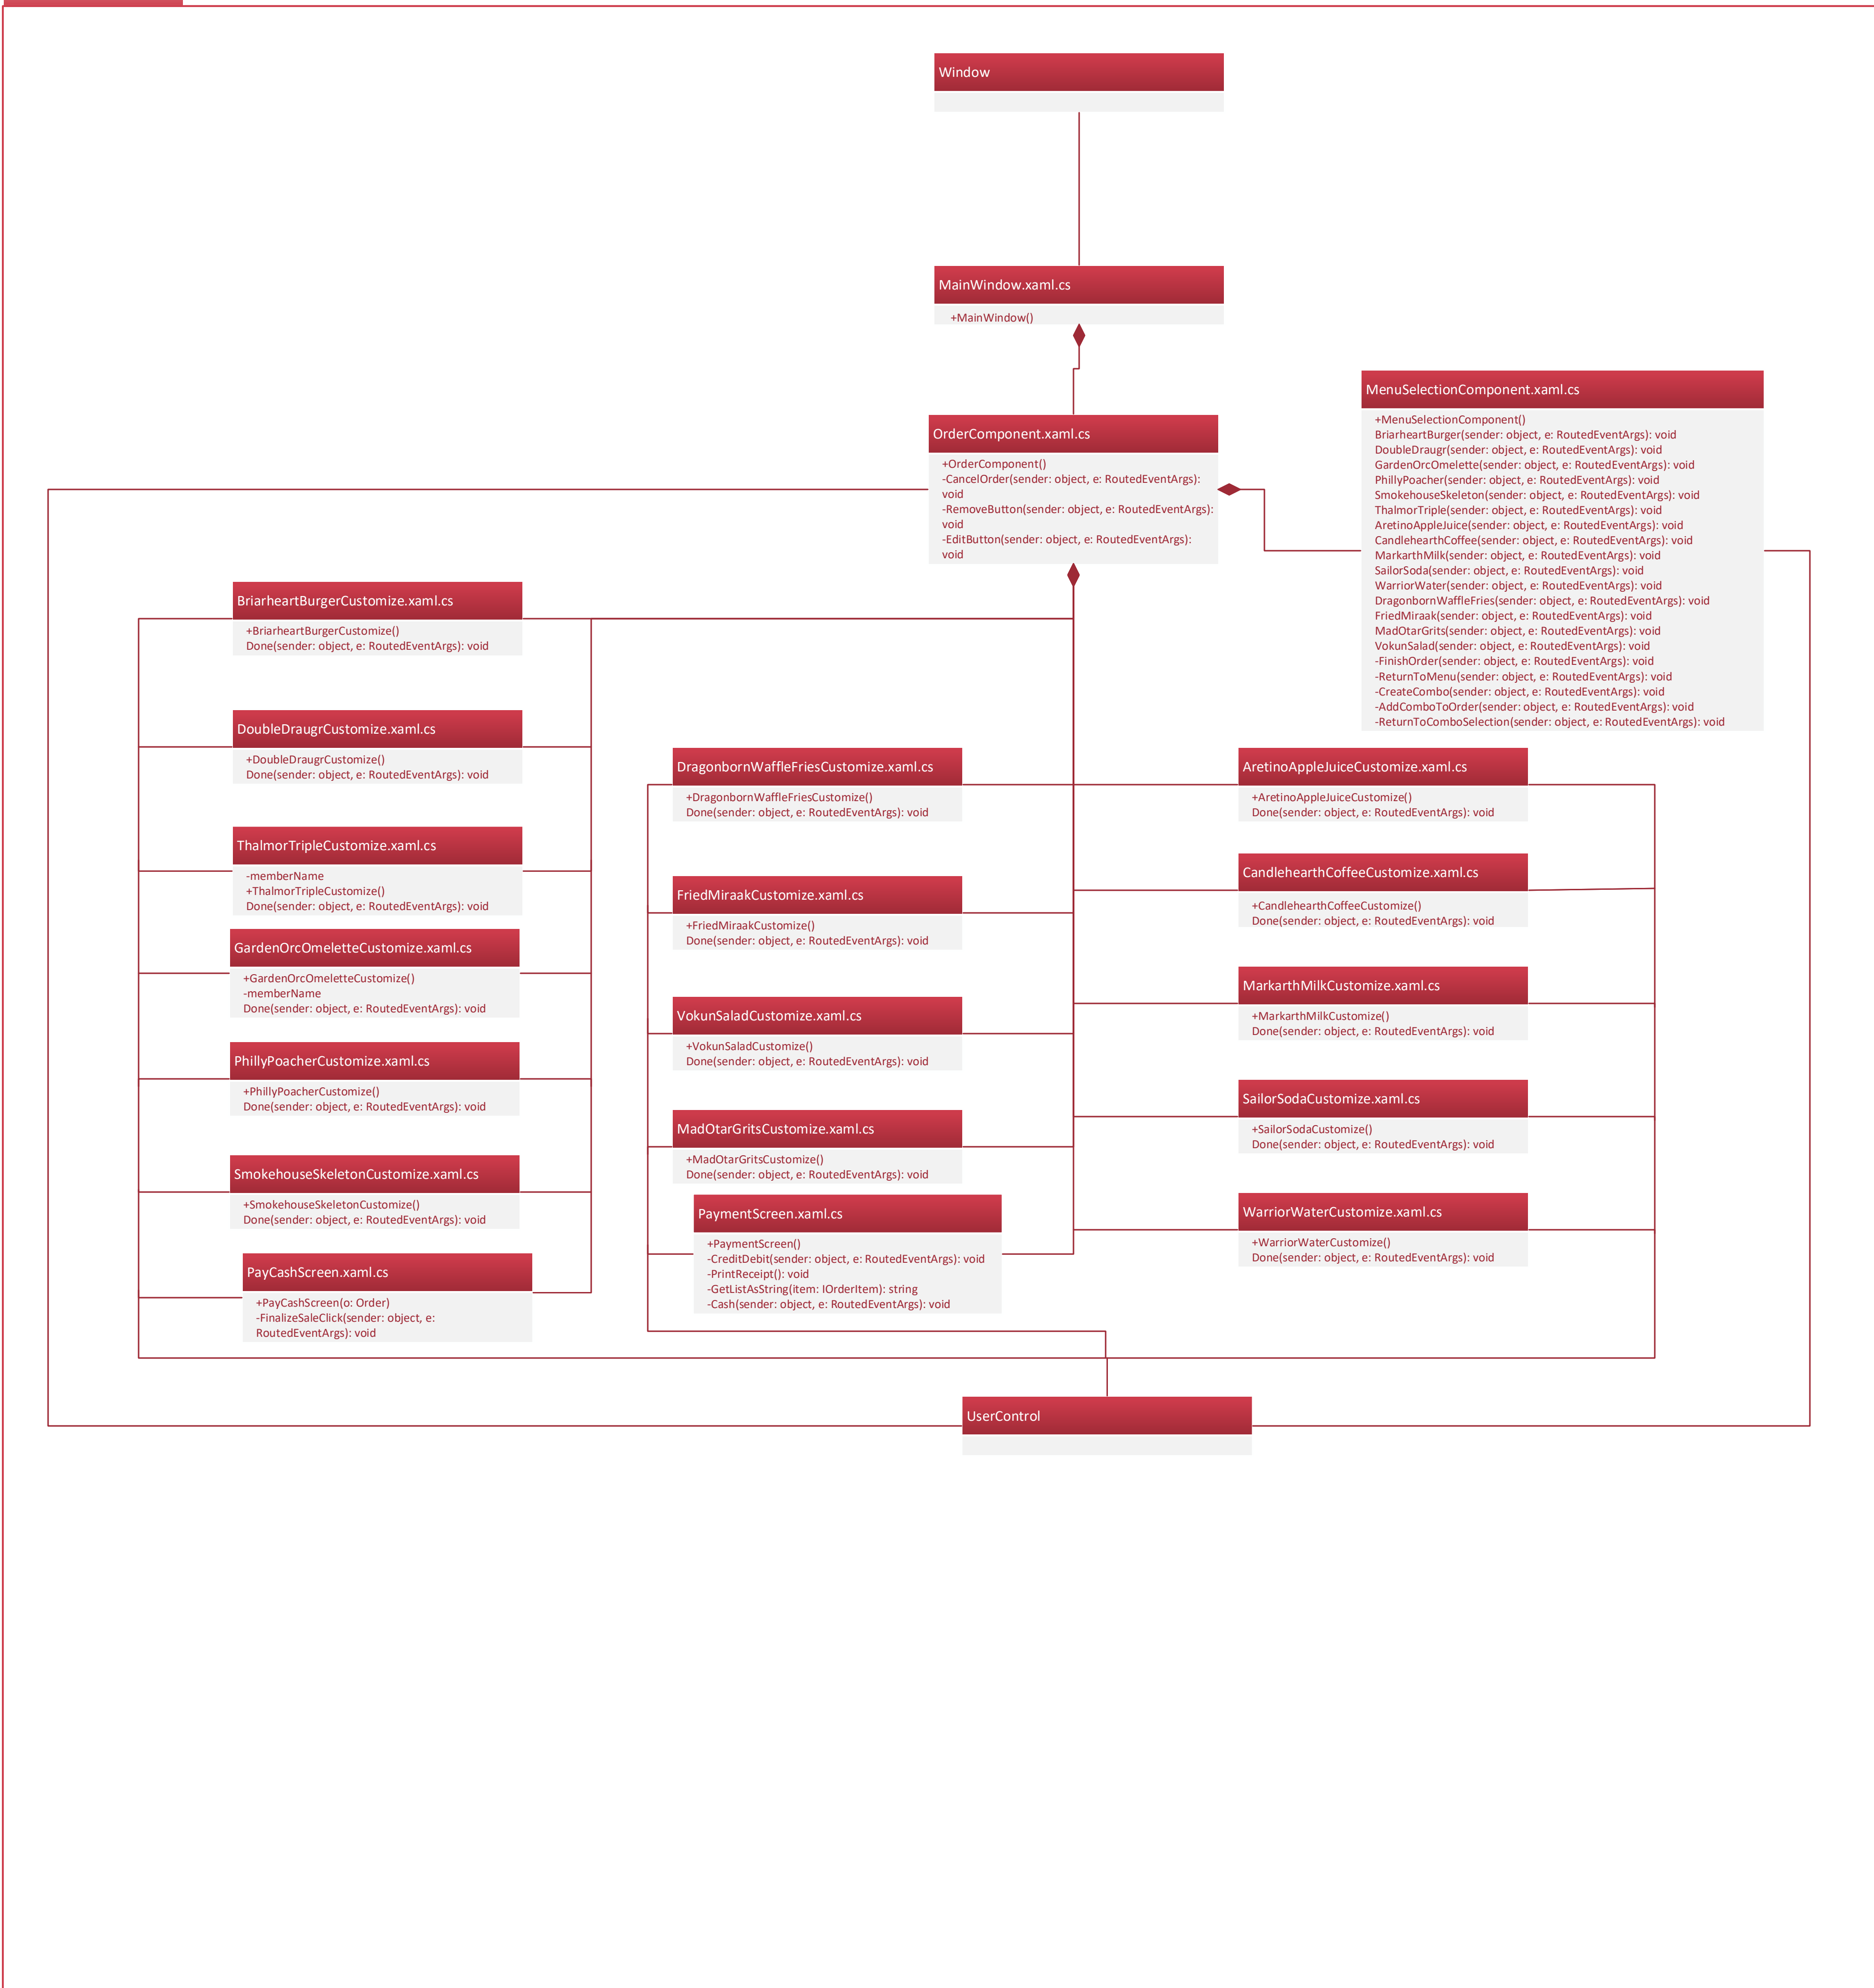 Window
MainWindow.xaml.cs
+MainWindow()
OrderComponent.xaml.cs
+OrderComponent()
-CancelOrder(sender: object, e: RoutedEventArgs):
void
-RemoveButton(sender: object, e: RoutedEventArgs):
void
-EditButton(sender: object, e: RoutedEventArgs):
void
MenuSelectionComponent.xaml.cs
+MenuSelectionComponent()
BriarheartBurger(sender: object, e: RoutedEventArgs): void
DoubleDraugr(sender: object, e: RoutedEventArgs): void
GardenOrcOmelette(sender: object, e: RoutedEventArgs): void
PhillyPoacher(sender: object, e: RoutedEventArgs): void
SmokehouseSkeleton(sender: object, e: RoutedEventArgs): void
ThalmorTriple(sender: object, e: RoutedEventArgs): void
AretinoAppleJuice(sender: object, e: RoutedEventArgs): void
CandlehearthCoffee(sender: object, e: RoutedEventArgs): void
MarkarthMilk(sender: object, e: RoutedEventArgs): void
SailorSoda(sender: object, e: RoutedEventArgs): void
WarriorWater(sender: object, e: RoutedEventArgs): void
DragonbornWaffleFries(sender: object, e: RoutedEventArgs): void
FriedMiraak(sender: object, e: RoutedEventArgs): void
MadOtarGrits(sender: object, e: RoutedEventArgs): void
VokunSalad(sender: object, e: RoutedEventArgs): void
-FinishOrder(sender: object, e: RoutedEventArgs): void
-ReturnToMenu(sender: object, e: RoutedEventArgs): void
-CreateCombo(sender: object, e: RoutedEventArgs): void
-AddComboToOrder(sender: object, e: RoutedEventArgs): void
-ReturnToComboSelection(sender: object, e: RoutedEventArgs): void
BriarheartBurgerCustomize.xaml.cs
+BriarheartBurgerCustomize()
Done(sender: object, e: RoutedEventArgs): void
DoubleDraugrCustomize.xaml.cs
+DoubleDraugrCustomize()
Done(sender: object, e: RoutedEventArgs): void
ThalmorTripleCustomize.xaml.cs
-memberName
+ThalmorTripleCustomize()
Done(sender: object, e: RoutedEventArgs): void
GardenOrcOmeletteCustomize.xaml.cs
+GardenOrcOmeletteCustomize()
-memberName
Done(sender: object, e: RoutedEventArgs): void
PhillyPoacherCustomize.xaml.cs
+PhillyPoacherCustomize()
Done(sender: object, e: RoutedEventArgs): void
SmokehouseSkeletonCustomize.xaml.cs
+SmokehouseSkeletonCustomize()
Done(sender: object, e: RoutedEventArgs): void
PayCashScreen.xaml.cs
+PayCashScreen(o: Order)
-FinalizeSaleClick(sender: object, e:
RoutedEventArgs): void
DragonbornWaffleFriesCustomize.xaml.cs
+DragonbornWaffleFriesCustomize()
Done(sender: object, e: RoutedEventArgs): void
FriedMiraakCustomize.xaml.cs
+FriedMiraakCustomize()
Done(sender: object, e: RoutedEventArgs): void
VokunSaladCustomize.xaml.cs
+VokunSaladCustomize()
Done(sender: object, e: RoutedEventArgs): void
MadOtarGritsCustomize.xaml.cs
+MadOtarGritsCustomize()
Done(sender: object, e: RoutedEventArgs): void
PaymentScreen.xaml.cs
+PaymentScreen()
-CreditDebit(sender: object, e: RoutedEventArgs): void
-PrintReceipt(): void
-GetListAsString(item: IOrderItem): string
-Cash(sender: object, e: RoutedEventArgs): void
AretinoAppleJuiceCustomize.xaml.cs
+AretinoAppleJuiceCustomize()
Done(sender: object, e: RoutedEventArgs): void
CandlehearthCoffeeCustomize.xaml.cs
+CandlehearthCoffeeCustomize()
Done(sender: object, e: RoutedEventArgs): void
MarkarthMilkCustomize.xaml.cs
+MarkarthMilkCustomize()
Done(sender: object, e: RoutedEventArgs): void
SailorSodaCustomize.xaml.cs
+SailorSodaCustomize()
Done(sender: object, e: RoutedEventArgs): void
WarriorWaterCustomize.xaml.cs
+WarriorWaterCustomize()
Done(sender: object, e: RoutedEventArgs): void
UserControl